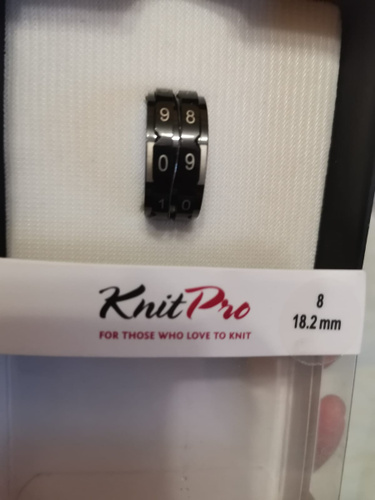 9 8
0 9
1 0
KnitPro
FOR THOSE WHO LOVE TO KNIT
8
18.2 mm